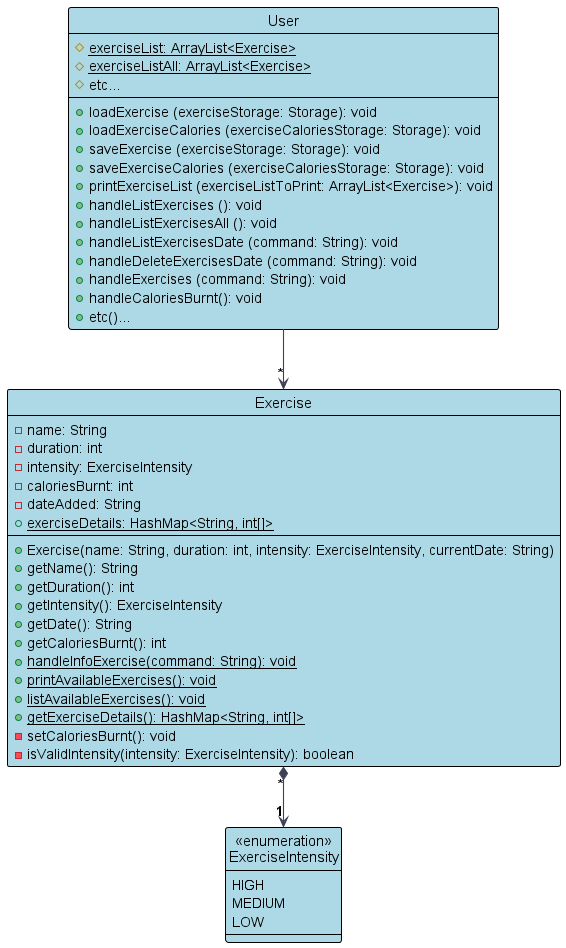 User
exerciseList: ArrayList<Exercise>
exerciseListAll: ArrayList<Exercise>
etc...
loadExercise (exerciseStorage: Storage): void
loadExerciseCalories (exerciseCaloriesStorage: Storage): void
saveExercise (exerciseStorage: Storage): void
saveExerciseCalories (exerciseCaloriesStorage: Storage): void
printExerciseList (exerciseListToPrint: ArrayList<Exercise>): void
handleListExercises (): void
handleListExercisesAll (): void
handleListExercisesDate (command: String): void
handleDeleteExercisesDate (command: String): void
handleExercises (command: String): void
handleCaloriesBurnt(): void
etc()...
*
Exercise
name: String
duration: int
intensity: ExerciseIntensity
caloriesBurnt: int
dateAdded: String
exerciseDetails: HashMap<String, int[]>
Exercise(name: String, duration: int, intensity: ExerciseIntensity, currentDate: String)
getName(): String
getDuration(): int
getIntensity(): ExerciseIntensity
getDate(): String
getCaloriesBurnt(): int
handleInfoExercise(command: String): void
printAvailableExercises(): void
listAvailableExercises(): void
getExerciseDetails(): HashMap<String, int[]>
setCaloriesBurnt(): void
isValidIntensity(intensity: ExerciseIntensity): boolean
*
1
«enumeration»
ExerciseIntensity
HIGH
MEDIUM
LOW